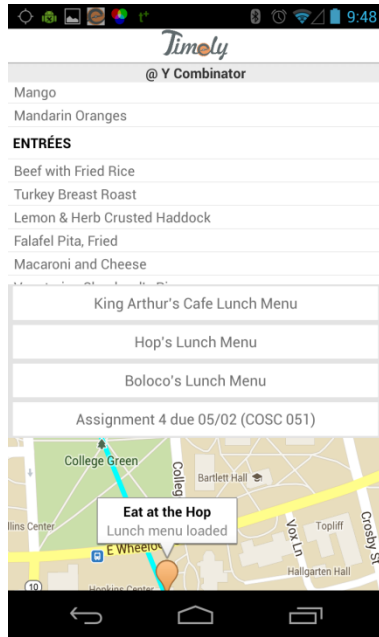 9:48
Timely
@ Y Combinator
Mango
Mandarin Oranges
ENTRÉES
Beef with Fried Rice
Turkey Breast Roast
Lemon & Herb Crusted Haddock
Falafel Pita, Fried
Macaroni and Cheese
King Arthur's Cafe Lunch Menu
Hop's Lunch Menu
Boloco's Lunch Menu
Assignment 4 due 05/02 (COSC 051)
College Green
Colleg
Bartlett Hall
Eat at the Hop
Lunch menu loaded
llins Center
E Wheelo
Vox Ln
Topliff
Crosby St
Hallgarten Hall
10
Hopkins Center